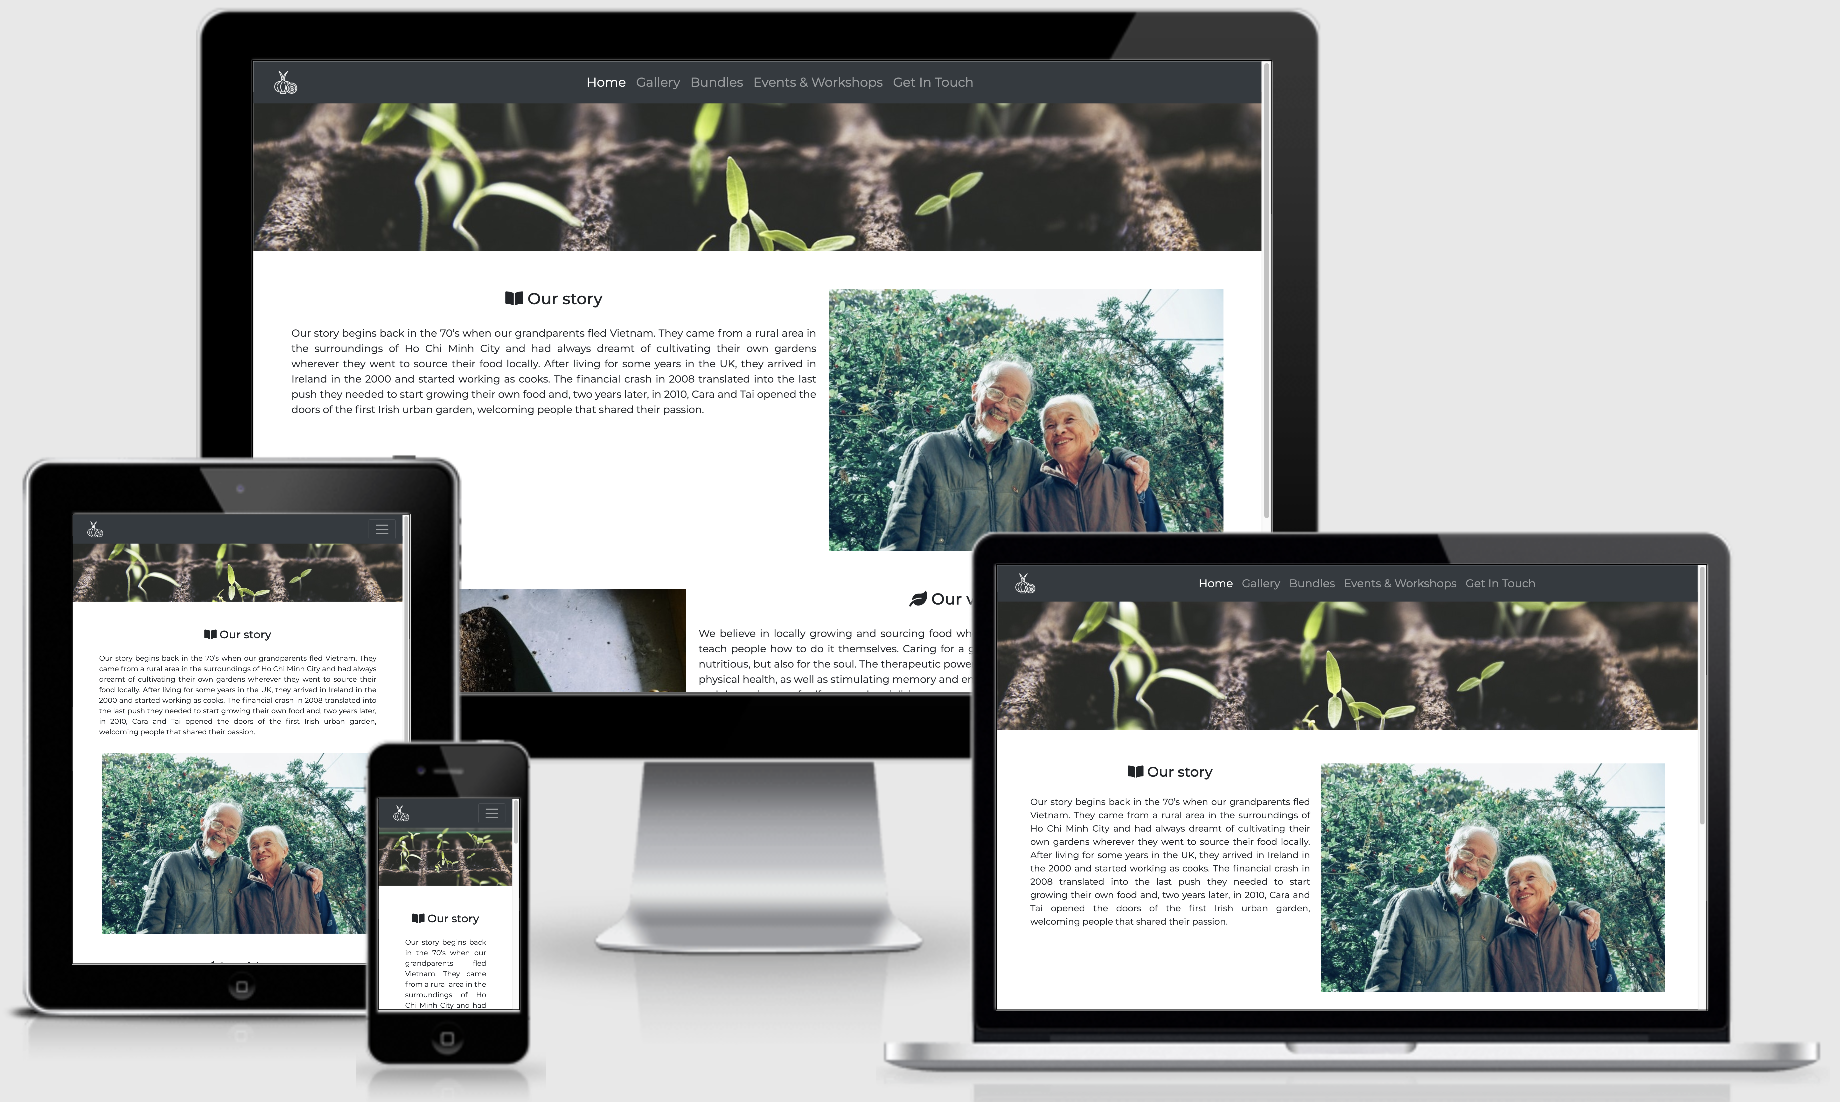 Home Gallery Bundles Events & Workshops Get In Touch
Our story
Our story begins back in the 70's when our grandparents fled Vietnam. They came from a rural area in
the surroundings of Ho Chi Minh City and had always dreamt of cultivating their own gardens
wherever they went to source their food locally. After living for some years in the UK, they arrived in
Ireland in the 2000 and started working as cooks. The financial crash in 2008 translated into the last
push they needed to start growing their own food and, two years later, in 2010, Cara and Tai opened the
doors of the first Irish urban garden, welcoming people that shared their passion.
Our
We believe in locally growing and sourcing food
teach people how to do it themselves. Caring for a
nutritious, but also for the soul. The therapeutic
physical health, as well as stimulating memory and
Our story
Our story begins back in the 70's when our grandparents fled Vietnam. They
came from a rural area in the surroundings of Ho Chi Minh City and had always
dreamt of cultivating their own gardens wherever they went to source their
food locally. After living for some years in the UK, they arrived in Ireland in the
2000 and started working as cooks. The financial crash in 2008 translated into
the last push they needed to start growing their own food and, two years later,
in 2010, Cara and Tai opened the doors of the first Irish urban garden,
welcoming people that shared their passion.
Our story
Our story begins back
in the 70's when our
grandparents fled
Vietnam. They came
from a rural area in the
surroundings of Ho
Chi Minh City and had
Home Gallery Bundles Events & Workshops Get In Touch
Our story
Our story begins back in the 70's when our grandparents fled
Vietnam. They came from a rural area in the surroundings of
Ho Chi Minh City and had always dreamt of cultivating their
own gardens wherever they went to source their food locally.
After living for some years in the UK, they arrived in Ireland in
the 2000 and started working as cooks. The financial crash in
2008 translated into the last push they needed to start
growing their own food and, two years later, in 2010, Cara and
Tai opened the doors of the first Irish urban garden,
welcoming people that shared their passion.